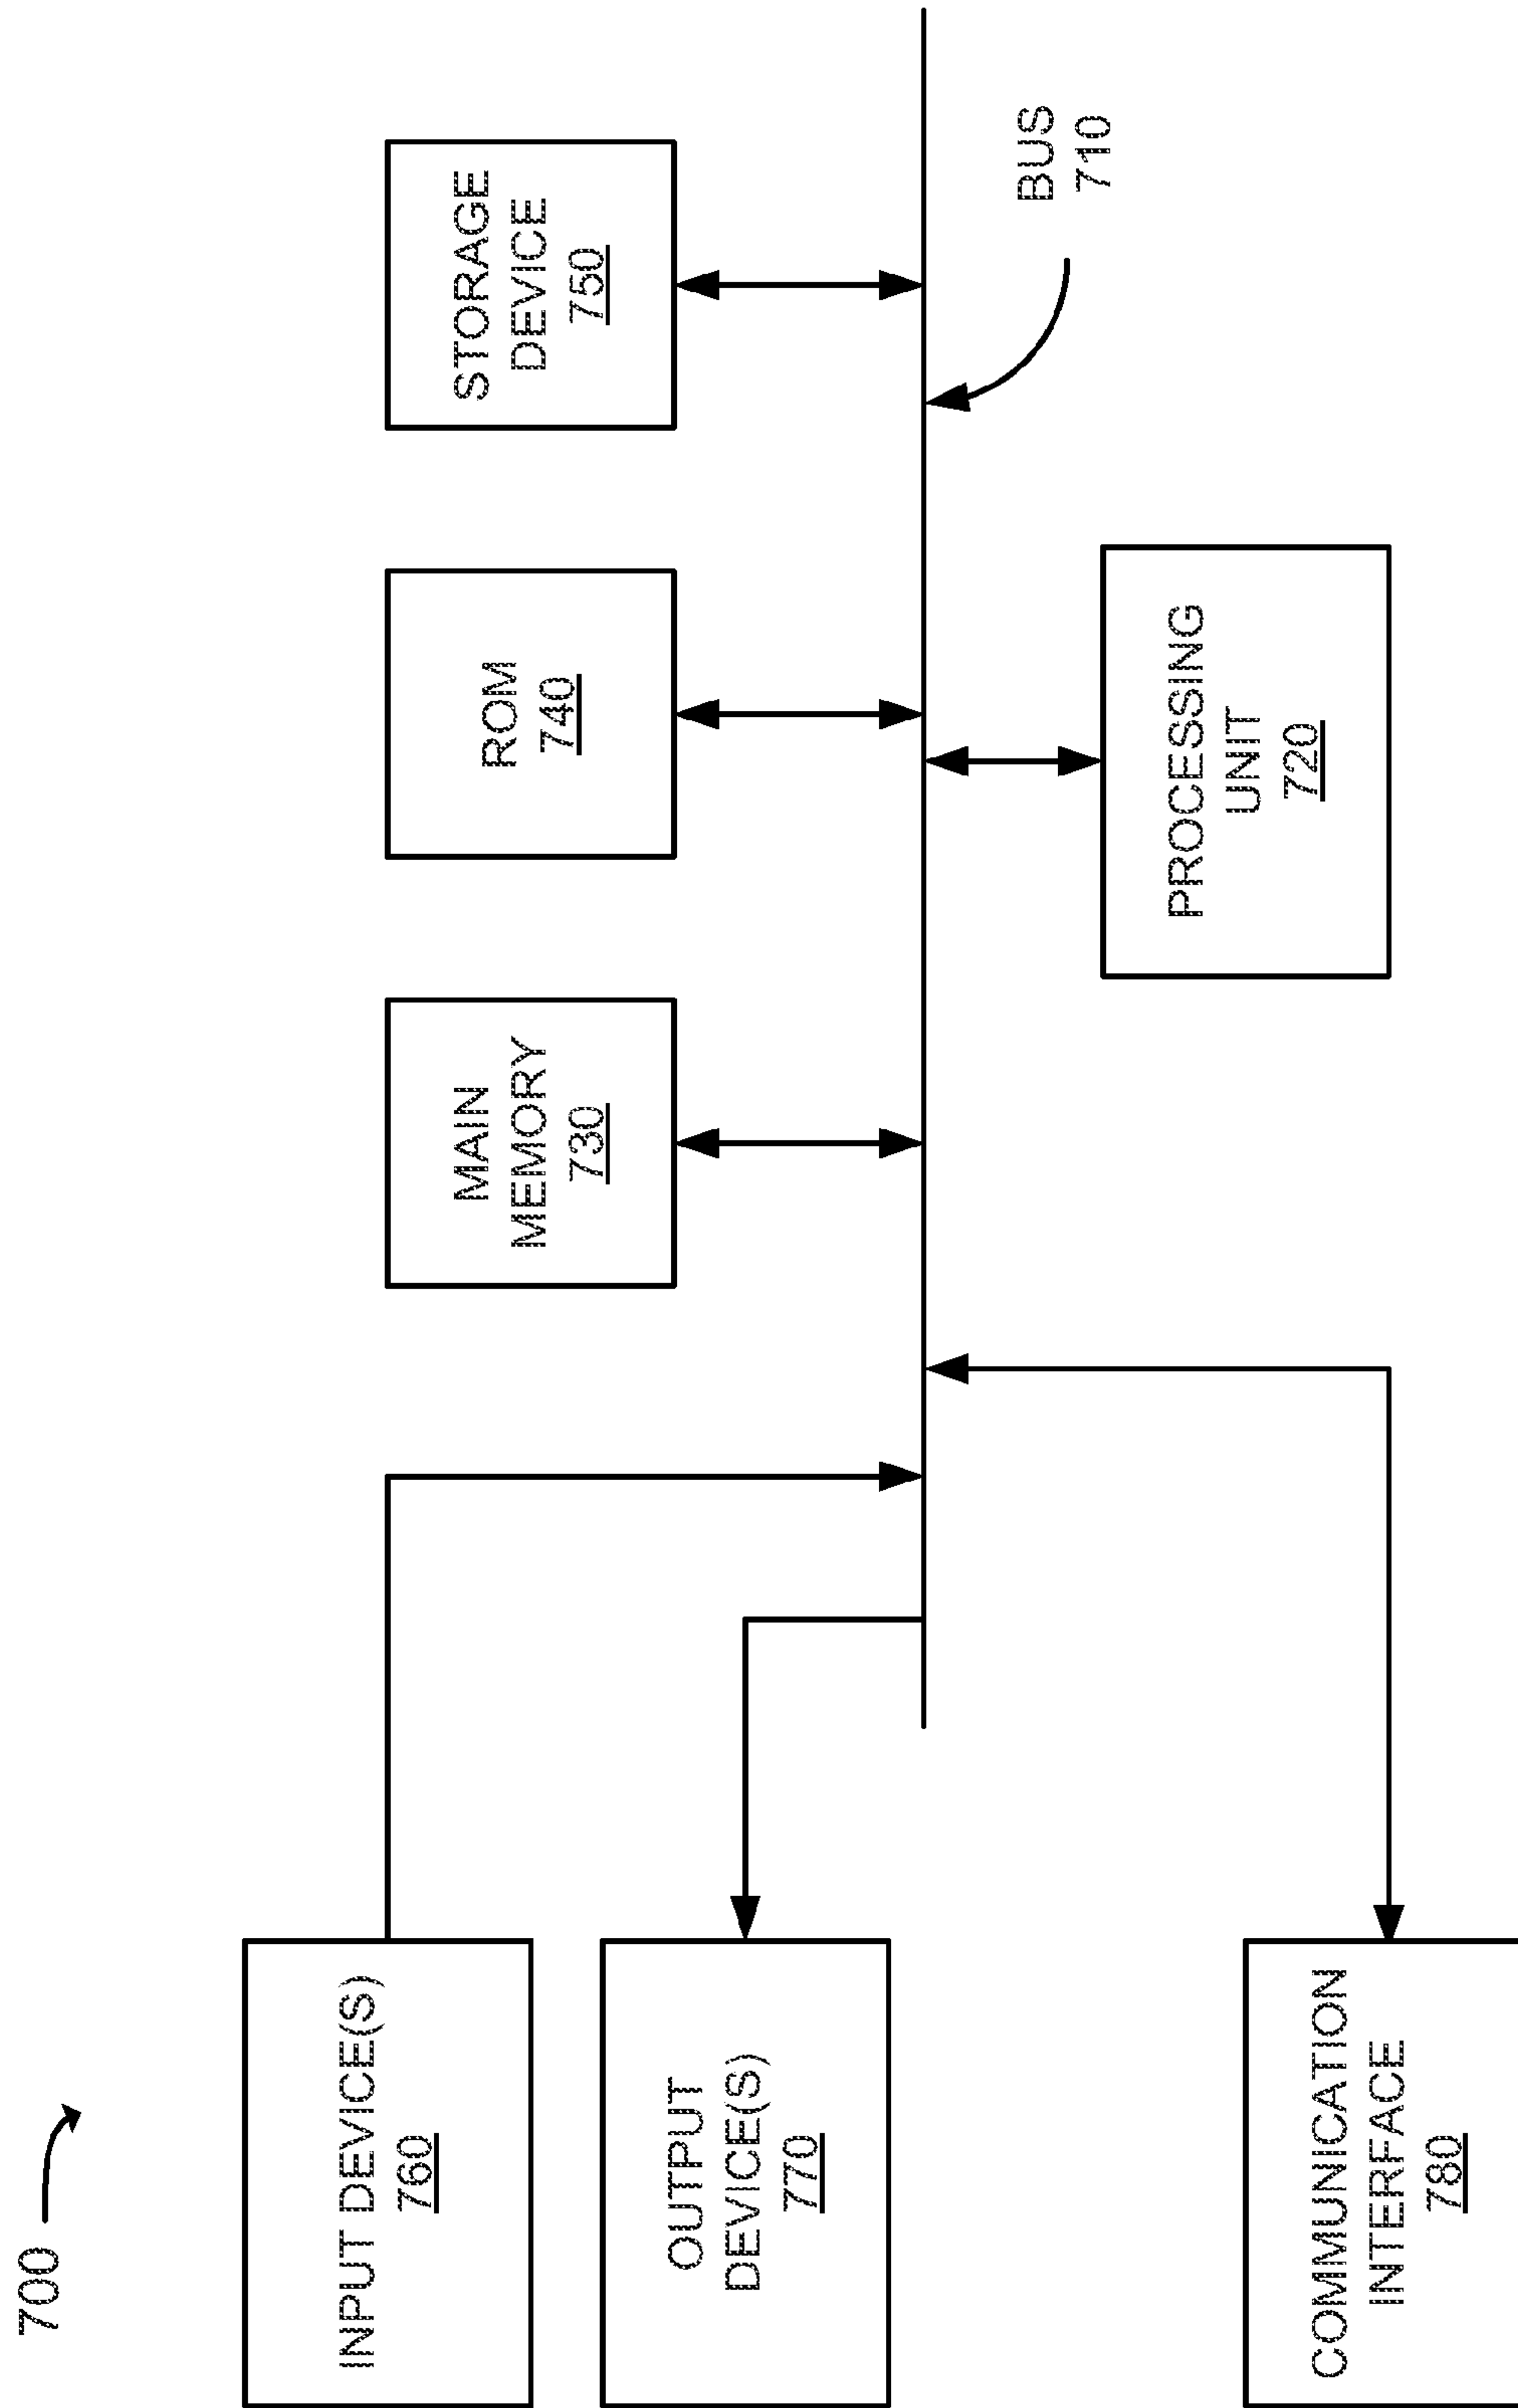 700
INPUT DEVICE(S)
760
OUTPUT
DEVICE(S)
770
COMMUNICATION
INTERFACE
780
MAIN
MEMORY
730
ROM
740
STORAGE
DEVICE
750
PROCESSING
UNIT
720
BUS
710